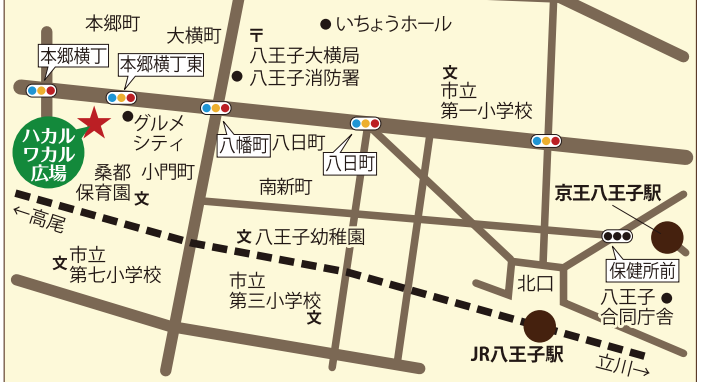 本郷町
大横町
〒
八王子大横局
八王子消防署
いちょうホール
本郷横丁
本郷横丁東
文
市立
第一小学校
グルメ
シティ
八幡町
八日町
八日町
ハカル
ワカル
広場
桑都
保育園
文
小門町
南新町
京王八王子駅
←高尾
文
八王子幼稚園
保健所前
文
市立
第七小学校
市立
第三小学校
文
北口
八王子
合同庁舎
JR八王子駅
立川→